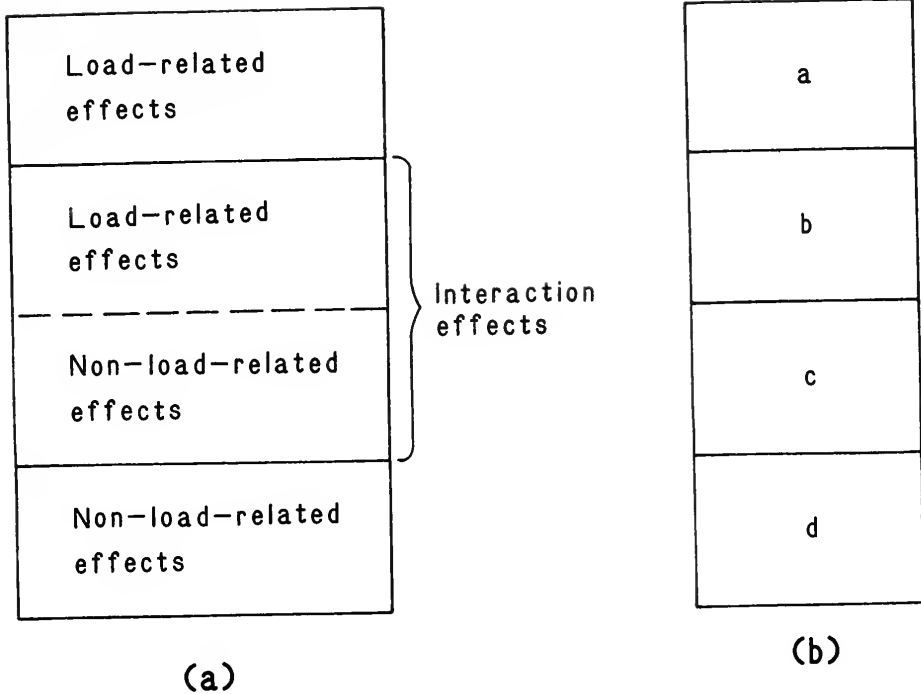 Load-related
effects
Load-related
effects
Non-load-related
effects
Interaction
effects
Non-load-related
effects
(a)
a
b
c
d
(b)